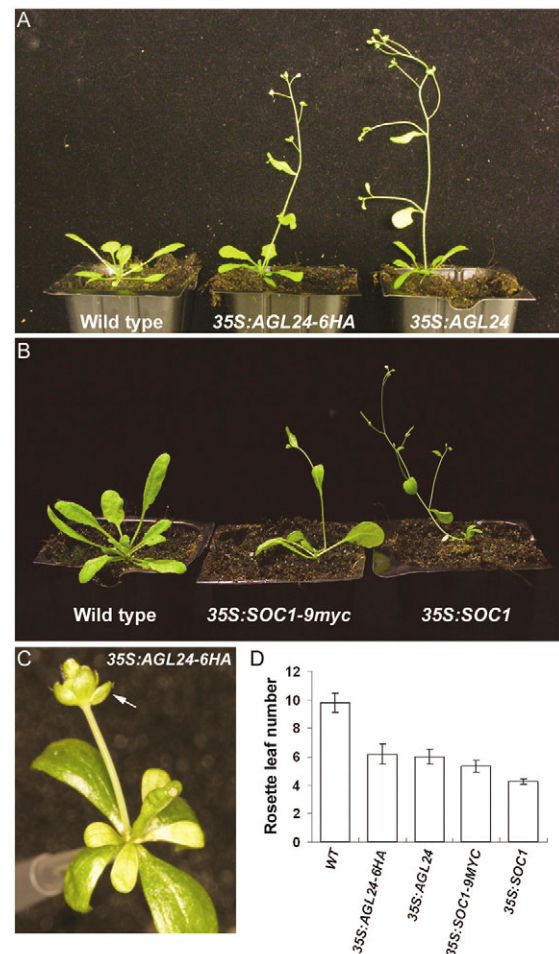 A
Wild type 35S:AGL24-6HA 35S:AGL24
B
Wild type 35S:SOC1-9myc 35S:SOC1
C 35S:AGL24-6HA
D
Rosette leaf number
12
10
8
6
4
2
0
WT
35S:AGL24-6HA
35S:AGL24
35S:SOC1-9MYC
35S:SOC1